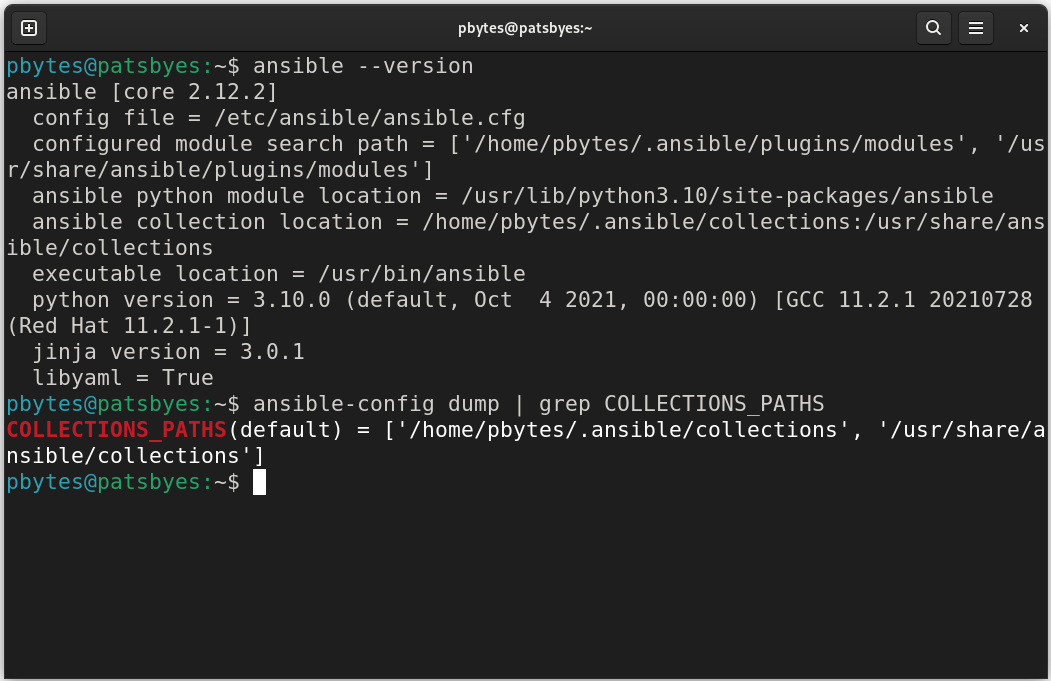 pbytes@patsbyes:~
pbytes@patsbyes:~$ ansible --version
ansible [core 2.12.2]
  config file = /etc/ansible/ansible.cfg
  configured module search path = ['/home/pbytes/.ansible/plugins/modules', '/us
r/share/ansible/plugins/modules']
  ansible python module location = /usr/lib/python3.10/site-packages/ansible
  ansible collection location = /home/pbytes/.ansible/collections:/usr/share/ans
ible/collections
  executable location = /usr/bin/ansible
  python version = 3.10.0 (default, Oct  4 2021, 00:00:00) [GCC 11.2.1 20210728
(Red Hat 11.2.1-1)]
  jinja version = 3.0.1
  libyaml = True
pbytes@patsbyes:~$ ansible-config dump | grep COLLECTIONS_PATHS
COLLECTIONS_PATHS(default) = ['/home/pbytes/.ansible/collections', '/usr/share/a
nsible/collections']
pbytes@patsbyes:~$